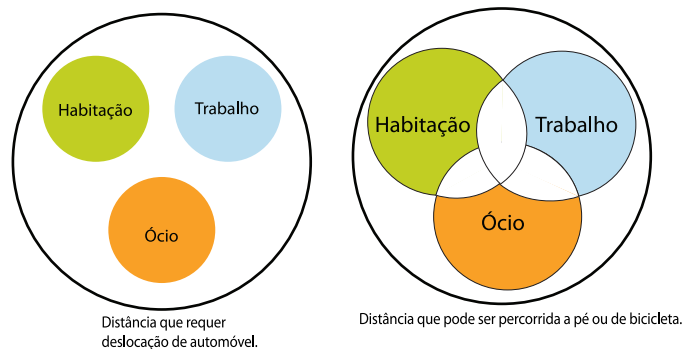 Habitação
Trabalho
Ócio
Distância que requer
deslocação de automóvel.
Habitação
Trabalho
Ócio
Distância que pode ser percorrida a pé ou de bicicleta.